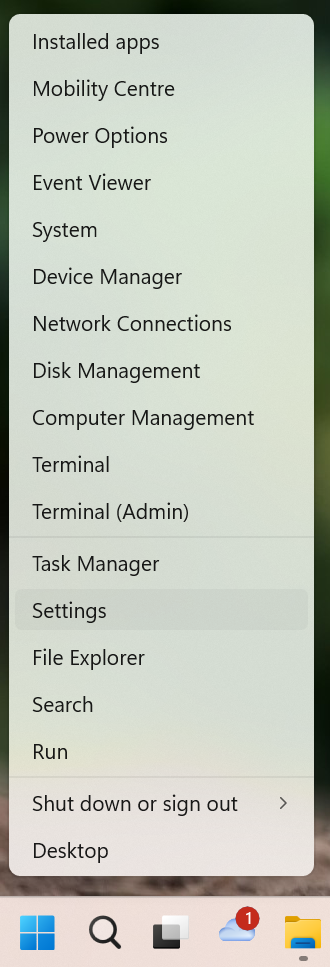 Installed apps
Mobility Centre
Power Options
Event Viewer
System
Device Manager
Network Connections
Disk Management
Computer Management
Terminal
Terminal (Admin)
Task Manager
Settings
File Explorer
Search
Run
Shut down or sign out
Desktop
1